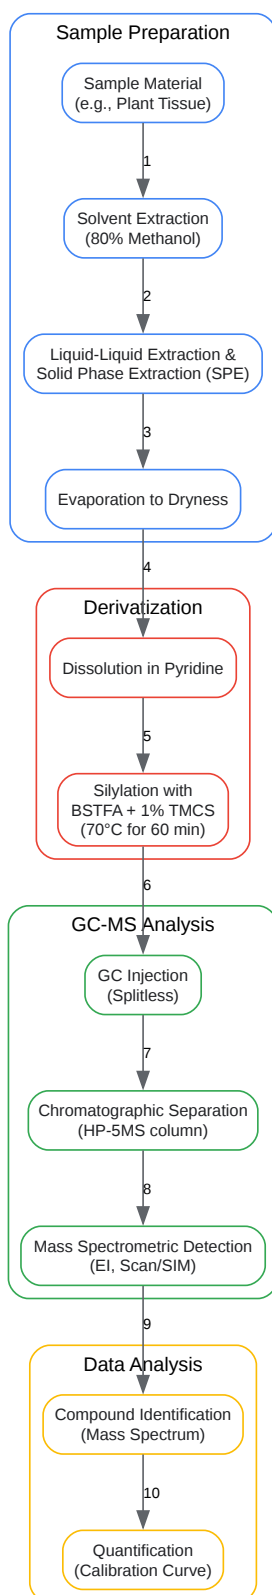 Sample Preparation
Sample Material
(e.g., Plant Tissue)
1
Solvent Extraction
(80% Methanol)
2
Liquid-Liquid Extraction &
Solid Phase Extraction (SPE)
3
Evaporation to Dryness
4
Derivatization
Dissolution in Pyridine
5
Silylation with
BSTFA + 1% TMCS
(70°C for 60 min)
6
GC-MS Analysis
GC Injection
(Splitless)
7
Chromatographic Separation
(HP-5MS column)
8
Mass Spectrometric Detection
(EI, Scan/SIM)
9
Data Analysis
Compound Identification
(Mass Spectrum)
10
Quantification
(Calibration Curve)